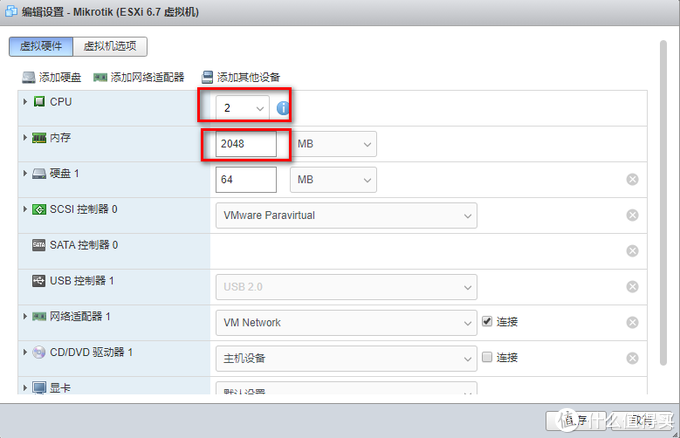 编辑设置 - Mikrotik (ESXi 6.7 虚拟机)
虚拟硬件 虚拟机选项
添加硬盘 添加网络适配器 添加其他设备
CPU 2
内存 2048 MB
硬盘 1 64 MB
SCSI 控制器 0 VMware Paravirtual
SATA 控制器 0
USB 控制器 1 USB 2.0
网络适配器 1 VM Network 连接
CD/DVD 驱动器 1 主机设备 连接
显卡 默认设置
值 什么值得买